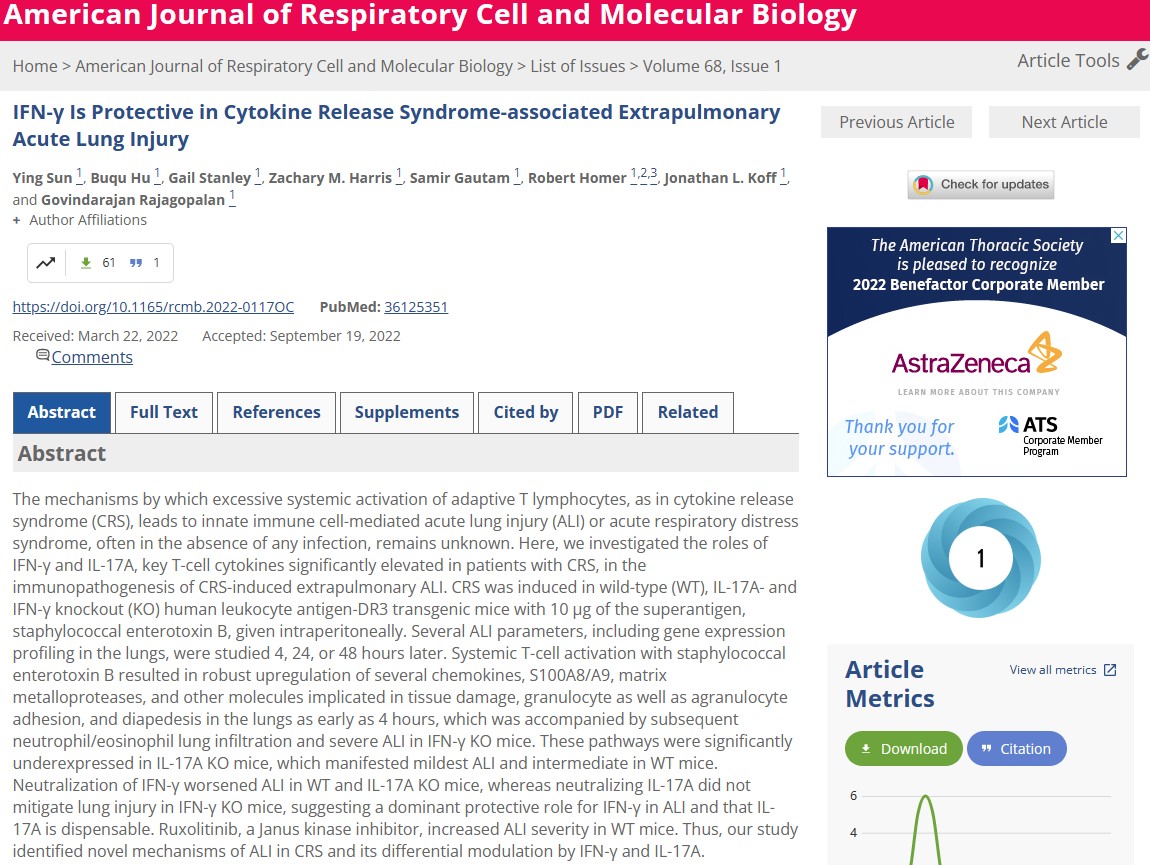 American Journal of Respiratory Cell and Molecular Biology
Home > American Journal of Respiratory Cell and Molecular Biology > List of Issues > Volume 68, Issue 1
Article Tools
IFN-γ Is Protective in Cytokine Release Syndrome-associated Extrapulmonary
Acute Lung Injury
Ying Sun 1, Buqu Hu 1, Gail Stanley 1, Zachary M. Harris 1, Samir Gautam 1, Robert Homer 1,2,3, Jonathan L. Koff 1,
and Govindarajan Rajagopalan 1
+ Author Affiliations
61 1
https://doi.org/10.1165/rcmb.2022-0117OC PubMed: 36125351
Received: March 22, 2022 Accepted: September 19, 2022
Comments
Abstract Full Text References Supplements Cited by PDF Related
Abstract
The mechanisms by which excessive systemic activation of adaptive T lymphocytes, as in cytokine release
syndrome (CRS), leads to innate immune cell-mediated acute lung injury (ALI) or acute respiratory distress
syndrome, often in the absence of any infection, remains unknown. Here, we investigated the roles of
IFN-γ and IL-17A, key T-cell cytokines significantly elevated in patients with CRS, in the
immunopathogenesis of CRS-induced extrapulmonary ALI. CRS was induced in wild-type (WT), IL-17A- and
IFN-γ knockout (KO) human leukocyte antigen-DR3 transgenic mice with 10 μg of the superantigen,
staphylococcal enterotoxin B, given intraperitoneally. Several ALI parameters, including gene expression
profiling in the lungs, were studied 4, 24, or 48 hours later. Systemic T-cell activation with staphylococcal
enterotoxin B resulted in robust upregulation of several chemokines, S100A8/A9, matrix
metalloproteases, and other molecules implicated in tissue damage, granulocyte as well as agranulocyte
adhesion, and diapedesis in the lungs as early as 4 hours, which was accompanied by subsequent
neutrophil/eosinophil lung infiltration and severe ALI in IFN-γ KO mice. These pathways were significantly
underexpressed in IL-17A KO mice, which manifested mildest ALI and intermediate in WT mice.
Neutralization of IFN-γ worsened ALI in WT and IL-17A KO mice, whereas neutralizing IL-17A did not
mitigate lung injury in IFN-γ KO mice, suggesting a dominant protective role for IFN-γ in ALI and that IL-
17A is dispensable. Ruxolitinib, a Janus kinase inhibitor, increased ALI severity in WT mice. Thus, our study
identified novel mechanisms of ALI in CRS and its differential modulation by IFN-γ and IL-17A.
Previous Article Next Article
Check for updates
The American Thoracic Society
is pleased to recognize
2022 Benefactor Corporate Member
AstraZeneca
LEARN MORE ABOUT THIS COMPANY
Thank you for
your support.
ATS
Corporate Member
Program
1
Article
Metrics
View all metrics
Download Citation
6
4